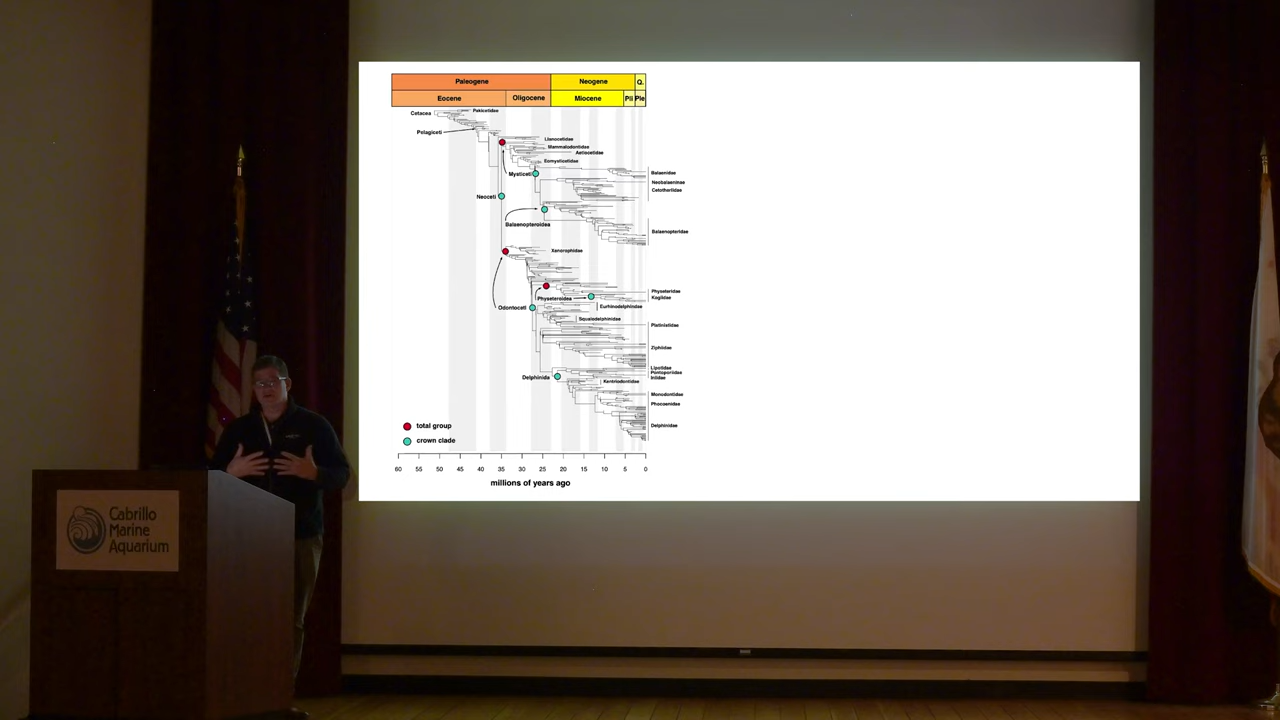 Paleogene Neogene Q.
Eocene Oligocene Miocene Pli Ple
Pakicetidae
Cetacea
Pelagiceti
Llanocetidae
Mammalodontidae
Aetiocetidae
Eomysticetidae
Mysticeti
Balaenidae
Neobalaeninae
Cetotheriidae
Neoceti
Balaenopteroidea
Balaenopteridae
Xenorophidae
Physeteridae
Kogiidae
Physeteroidea
Eurhinodelphinidae
Odontoceti
Squalodelphinidae
Platanistidae
Ziphiidae
Lipotidae
Pontoporiidae
Iniidae
Delphinida
Kentriodontidae
Monodontidae
Phocoenidae
Delphinidae
total group
crown clade
60 55 50 45 40 35 30 25 20 15 10 5 0
millions of years ago
Cabrillo
Marine
Aquarium